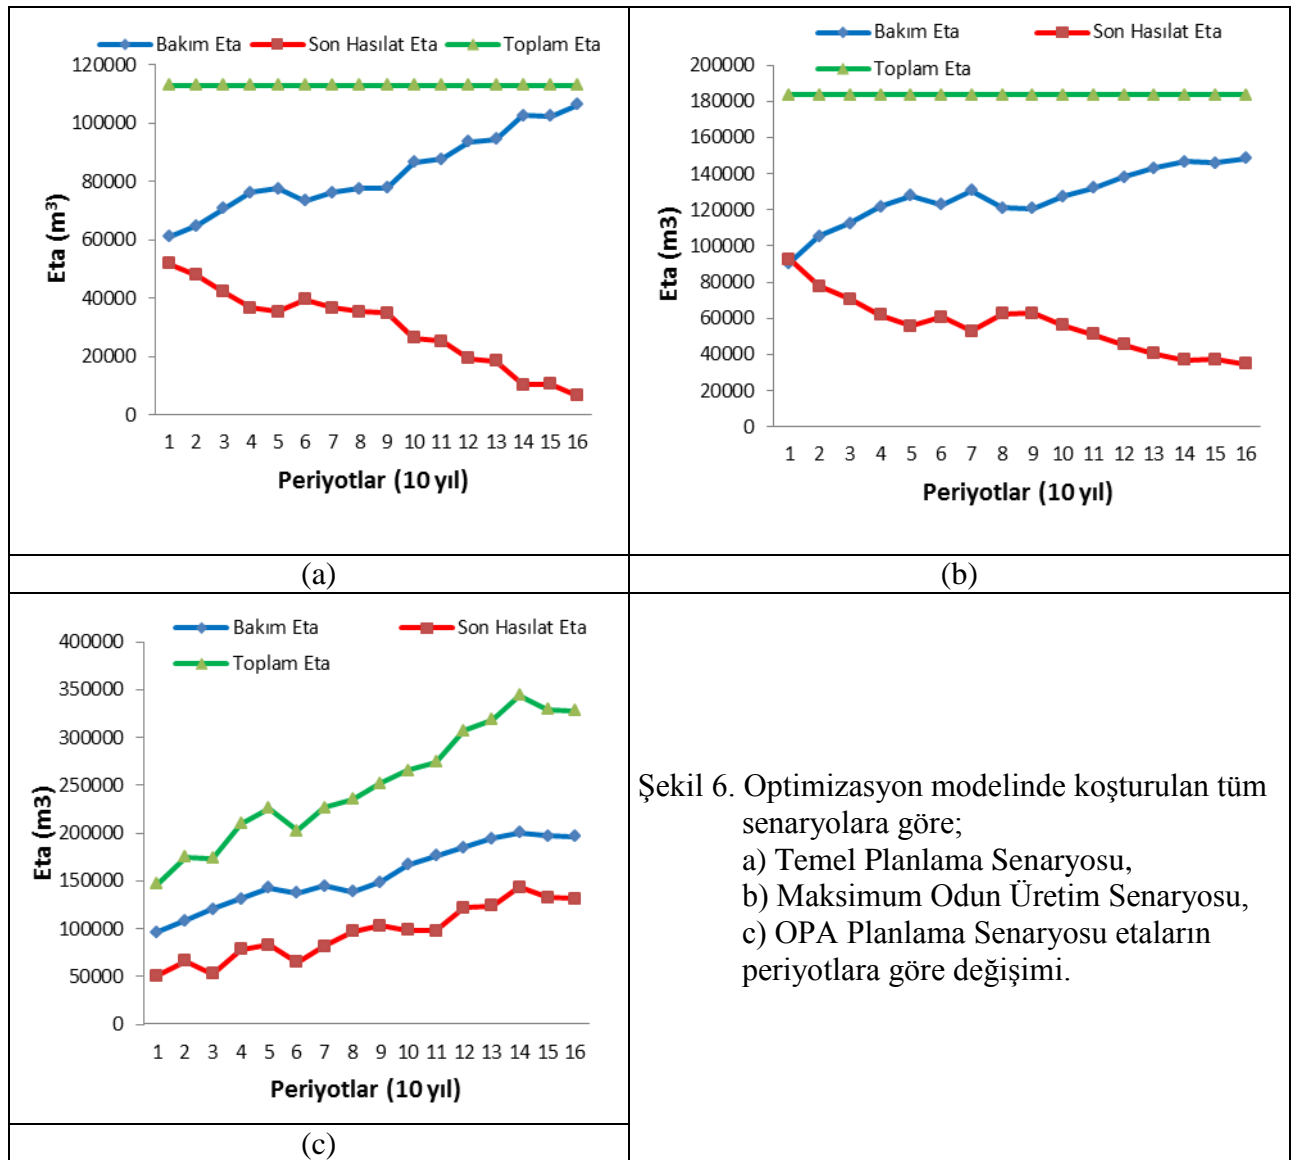 Bakım Eta Son Hasılat Eta Toplam Eta
120000
100000
80000
60000
40000
20000
0
Eta (m³)
1 2 3 4 5 6 7 8 9 10 11 12 13 14 15 16
Periyotlar (10 yıl)
(a)
Bakım Eta Son Hasılat Eta
Toplam Eta
200000
180000
160000
140000
120000
100000
80000
60000
40000
20000
0
Eta (m3)
1 2 3 4 5 6 7 8 9 10 11 12 13 14 15 16
Periyotlar (10 yıl)
(b)
Bakım Eta Son Hasılat Eta
Toplam Eta
400000
350000
300000
250000
200000
150000
100000
50000
0
Eta (m3)
1 2 3 4 5 6 7 8 9 10 11 12 13 14 15 16
Periyotlar (10 yıl)
(c)
Şekil 6. Optimizasyon modelinde koşturulan tüm
senaryolara göre;
a) Temel Planlama Senaryosu,
b) Maksimum Odun Üretim Senaryosu,
c) OPA Planlama Senaryosu etaların
periyotlara göre değişimi.